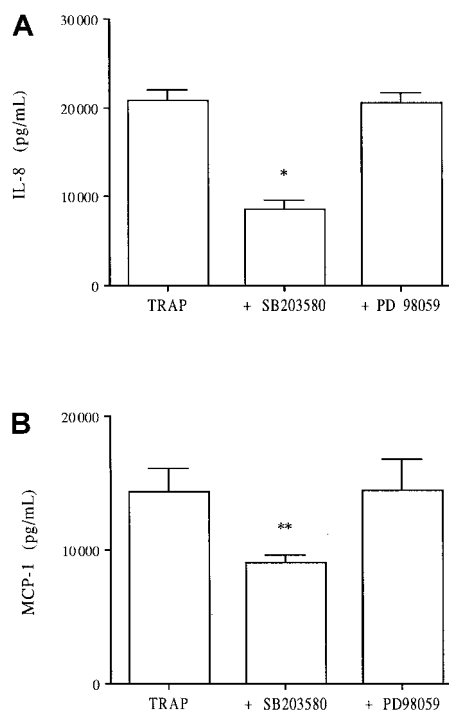 A
30000
20000
10000
0
IL-8 (pg/mL)
*
TRAP
+ SB203580
+ PD 98059
B
20000
10000
0
MCP-1 (pg/mL)
**
TRAP
+ SB203580
+ PD98059